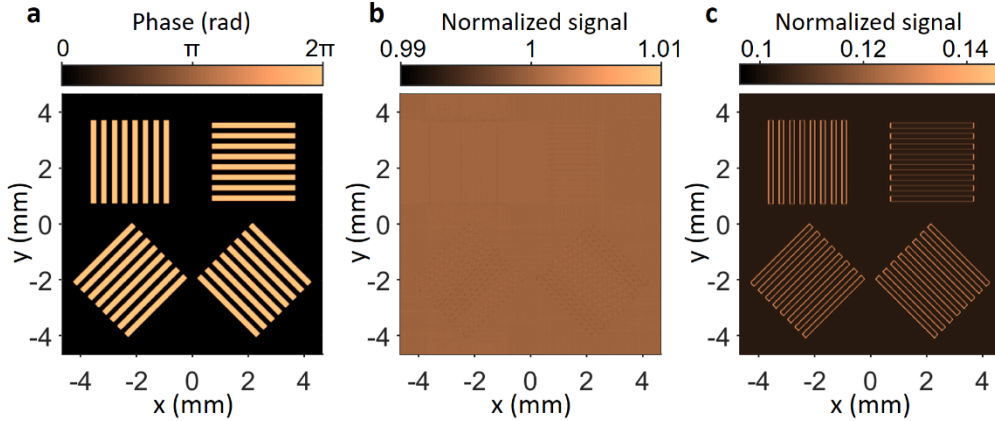 a
Phase (rad)
0 π 2π
4
2
0
-2
-4
y (mm)
-4 -2 0 2 4
x (mm)
b
Normalized signal
0.99 1 1.01
4
2
0
-2
-4
y (mm)
-4 -2 0 2 4
x (mm)
c
Normalized signal
0.1 0.12 0.14
4
2
0
-2
-4
y (mm)
-4 -2 0 2 4
x (mm)